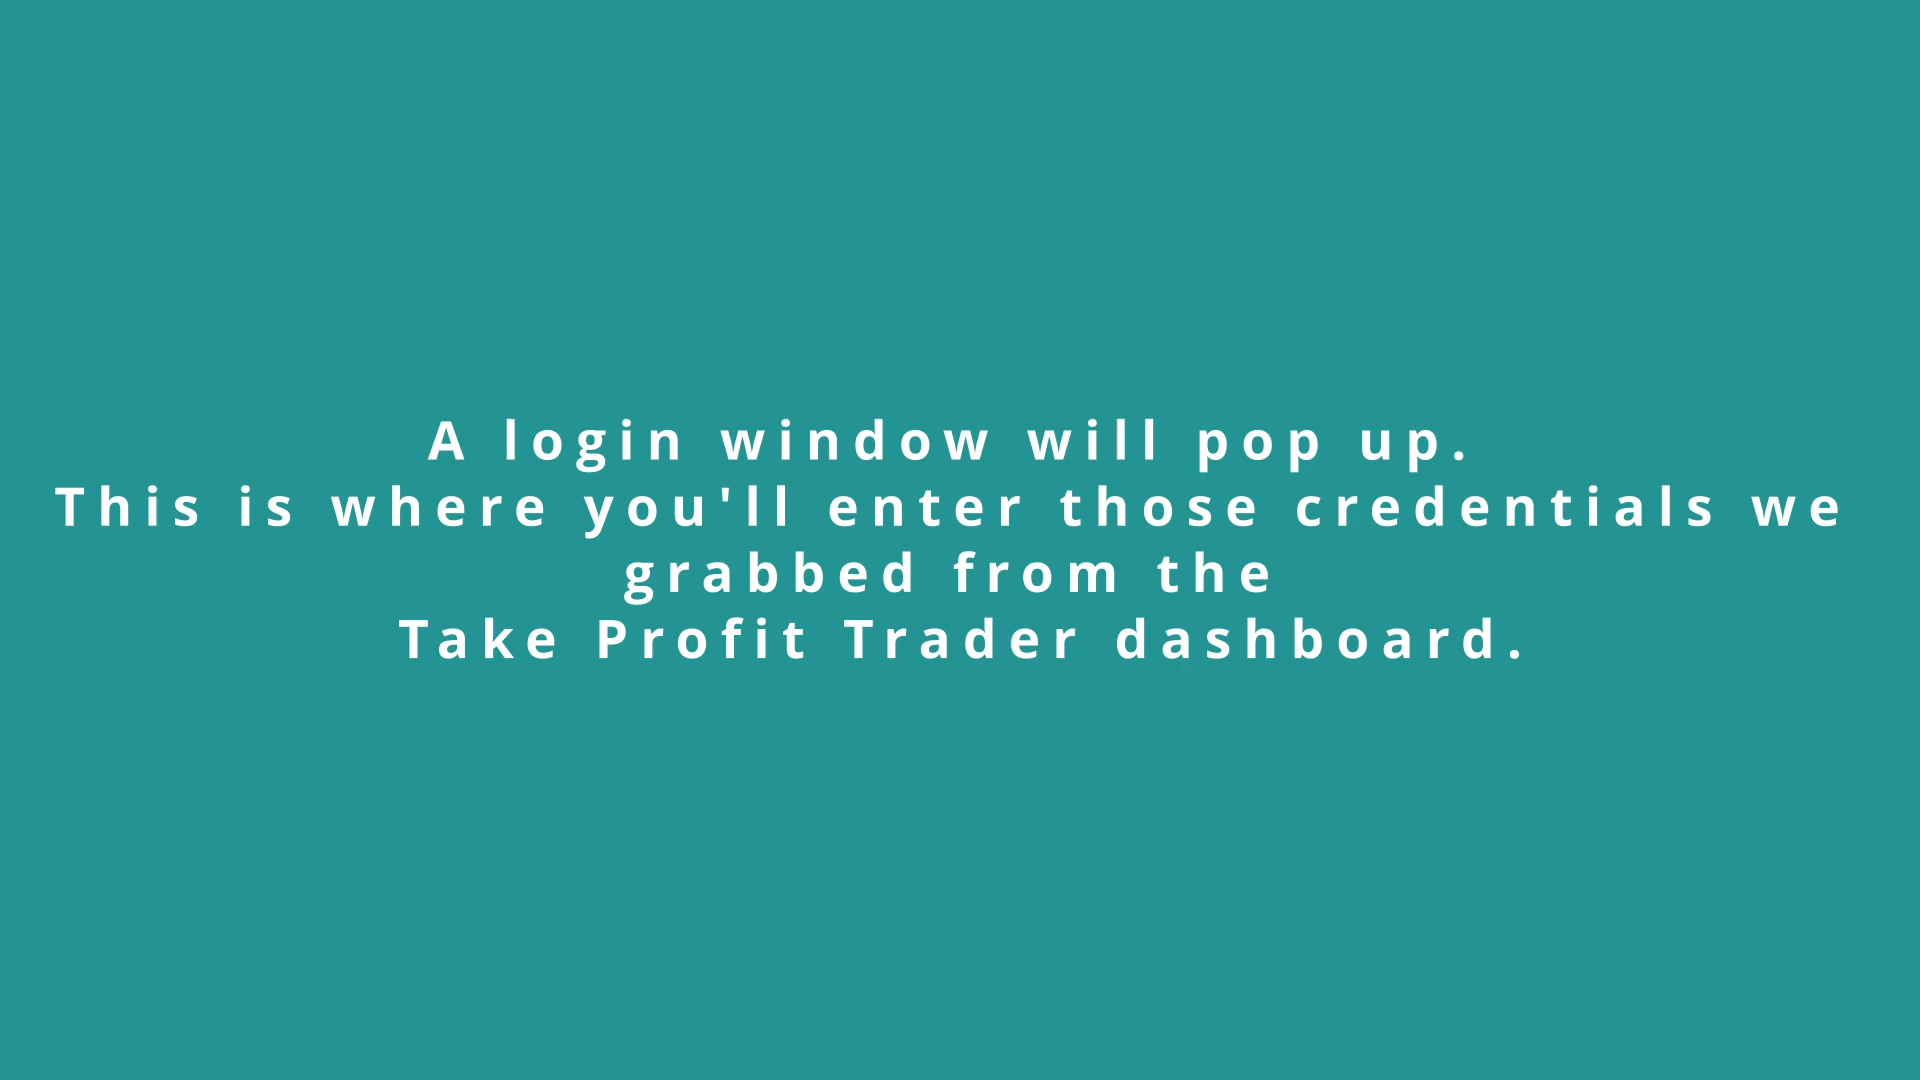 A login window will pop up.
This is where you'll enter those credentials we
grabbed from the
Take Profit Trader dashboard.